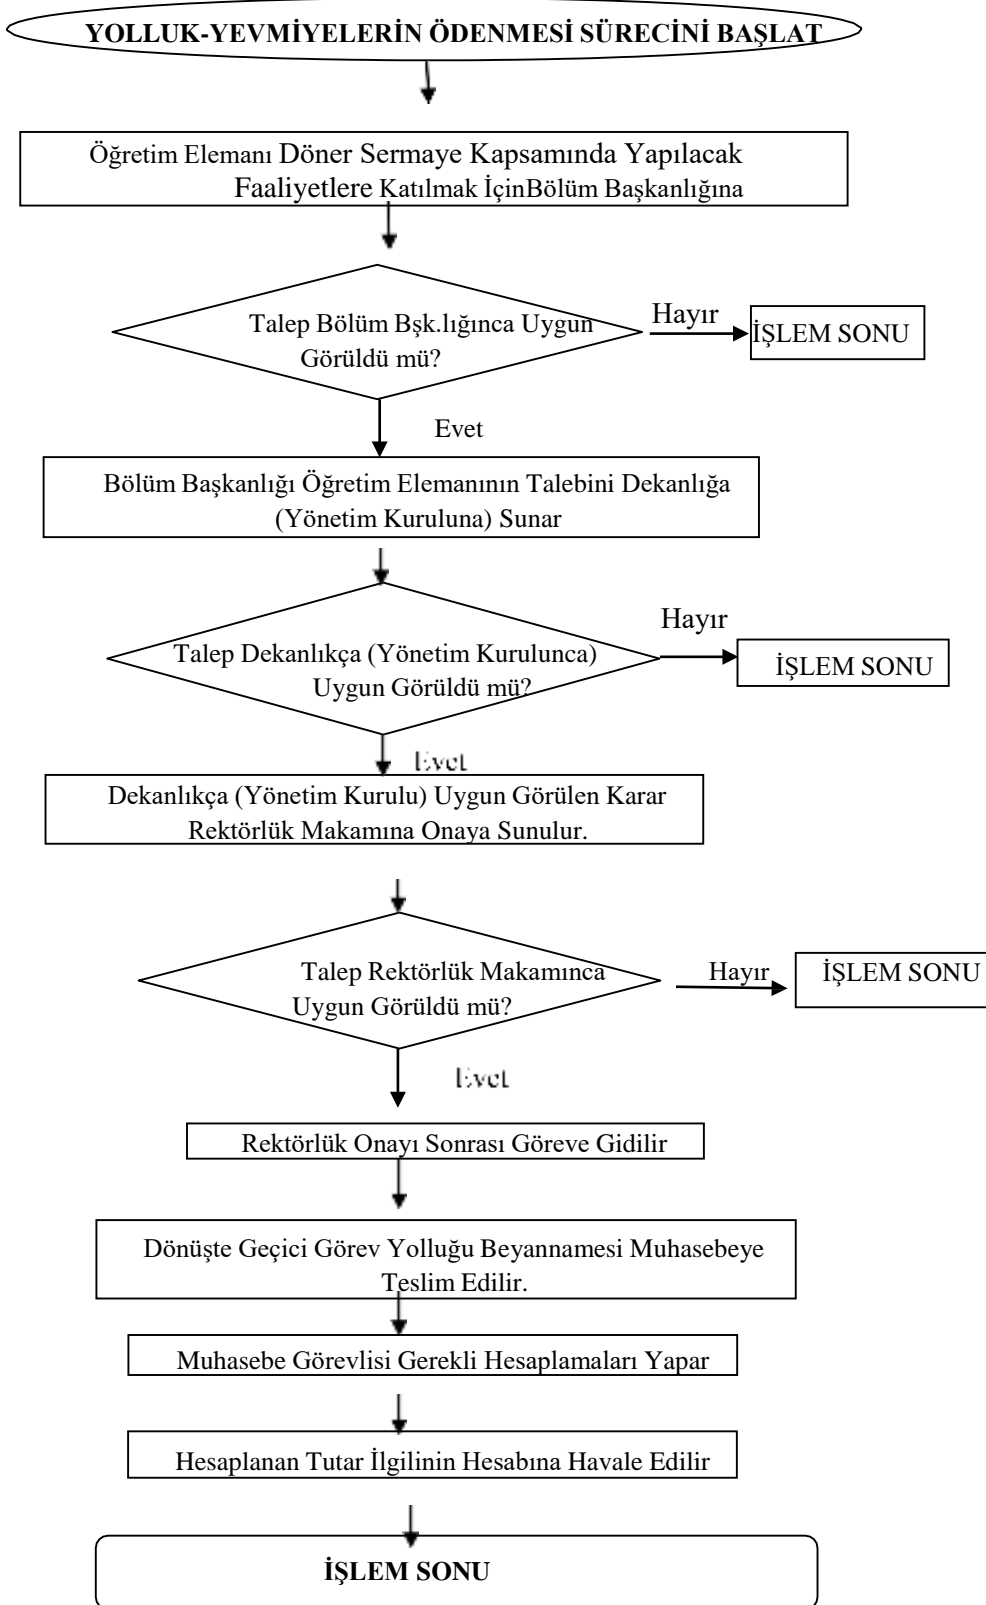 YOLLUK-YEVMİYELERİN ÖDENMESİ SÜRECİNİ BAŞLAT
Öğretim Elemanı Döner Sermaye Kapsamında Yapılacak
Faaliyetlere Katılmak İçinBölüm Başkanlığına
Talep Bölüm Bşk.lığınca Uygun
Görüldü mü?
Hayır
İŞLEM SONU
Evet
Bölüm Başkanlığı Öğretim Elemanının Talebini Dekanlığa
(Yönetim Kuruluna) Sunar
Talep Dekanlıkça (Yönetim Kurulunca)
Uygun Görüldü mü?
Hayır
İŞLEM SONU
Evet
Dekanlıkça (Yönetim Kurulu) Uygun Görülen Karar
Rektörlük Makamına Onaya Sunulur.
Talep Rektörlük Makamınca
Uygun Görüldü mü?
Hayır
İŞLEM SONU
Evet
Rektörlük Onayı Sonrası Göreve Gidilir
Dönüşte Geçici Görev Yolluğu Beyannamesi Muhasebeye
Teslim Edilir.
Muhasebe Görevlisi Gerekli Hesaplamaları Yapar
Hesaplanan Tutar İlgilinin Hesabına Havale Edilir
İŞLEM SONU